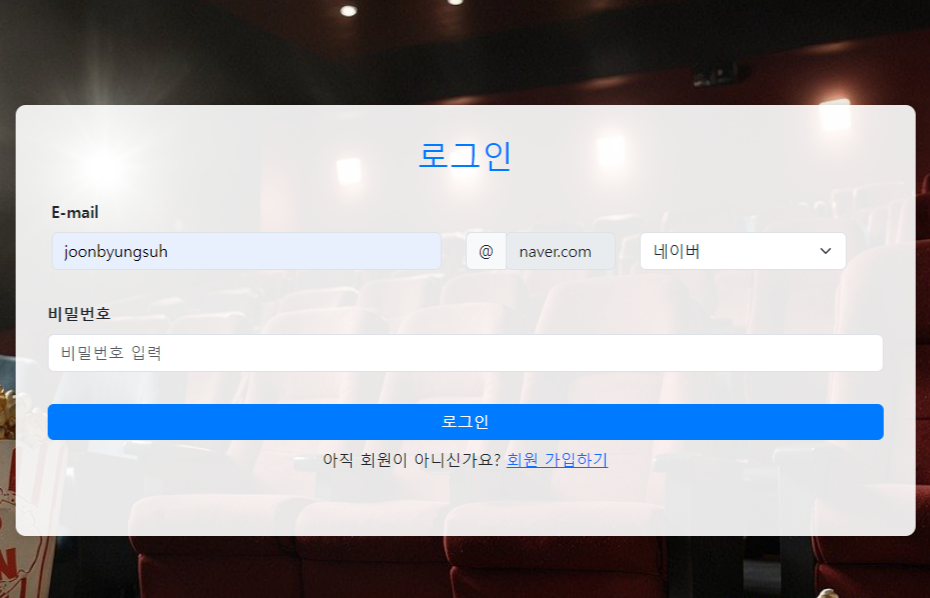 로그인
E-mail
joonbyungsuh @ naver.com 네이버
비밀번호
비밀번호 입력
로그인
아직 회원이 아니신가요? 회원 가입하기